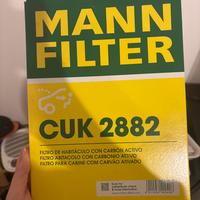 MANN
FILTER
CUK 2882
FILTRO DE HABITÁCULO CON CARBÓN ACTIVO
FILTRO ABITACOLO CON CARBONIO ATTIVO
FILTRO PARA CABINE COM CARVÃO ATIVADO